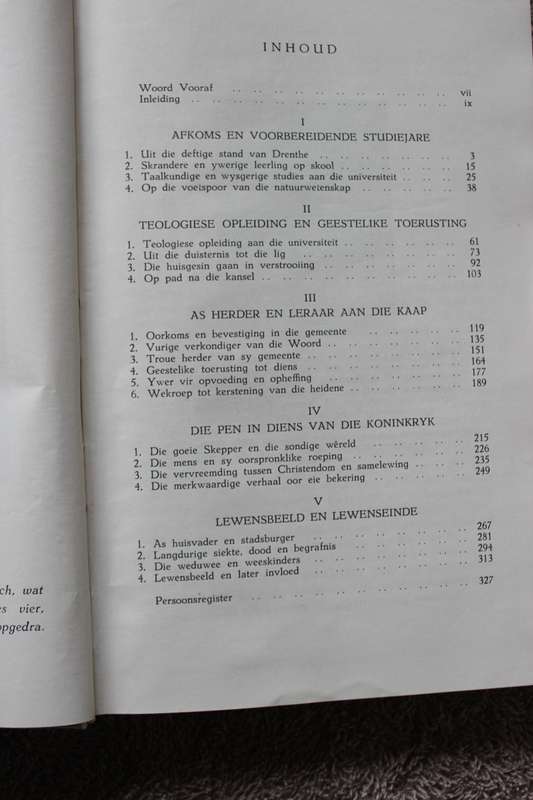 INHOUD
Woord Vooraf .. .. .. .. .. .. .. .. .. .. .. vii
Inleiding .. .. .. .. .. .. .. .. .. .. .. .. ix
I
AFKOMS EN VOORBEREIDENDE STUDIEJARE
1. Uit die deftige stand van Drenthe .. .. .. .. .. .. .. 3
2. Skrandere en ywerige leerling op skool .. .. .. .. .. .. 15
3. Taalkundige en wysgerige studies aan die universiteit .. .. .. 25
4. Op die voetspoor van die natuurwetenskap .. .. .. .. .. 38
II
TEOLOGIESE OPLEIDING EN GEESTELIKE TOERUSTING
1. Teologiese opleiding aan die universiteit .. .. .. .. .. .. 61
2. Uit die duisternis tot die lig .. .. .. .. .. .. .. 73
3. Die huisgesin gaan in verstrooiing .. .. .. .. .. .. .. 92
4. Op pad na die kansel .. .. .. .. .. .. .. .. .. .. 103
III
AS HERDER EN LERAAR AAN DIE KAAP
1. Oorkoms en bevestiging in die gemeente .. .. .. .. .. 119
2. Vurige verkondiger van die Woord .. .. .. .. .. .. .. 135
3. Troue herder van sy gemeente .. .. .. .. .. .. .. .. 151
4. Geestelike toerusting tot diens .. .. .. .. .. .. .. .. 164
5. Ywer vir opvoeding en opheffing .. .. .. .. .. .. .. 177
6. Wekroep tot kerstening van die heidene .. .. .. .. .. .. 189
IV
DIE PEN IN DIENS VAN DIE KONINKRYK
1. Die goeie Skepper en die sondige wêreld .. .. .. .. .. 215
2. Die mens en sy oorspronklike roeping .. .. .. .. .. .. 226
3. Die vervreemding tussen Christendom en samelewing .. .. .. 235
4. Die merkwaardige verhaal oor eie bekering .. .. .. .. .. 249
V
LEWENSBEELD EN LEWENSEINDE
1. As huisvader en stadsburger .. .. .. .. .. .. .. .. 267
2. Langdurige siekte, dood en begrafnis .. .. .. .. .. .. 281
3. Die weduwee en weeskinders .. .. .. .. .. .. .. .. 294
4. Lewensbeeld en later invloed .. .. .. .. .. .. .. .. 313
Persoonsregister .. .. .. .. .. .. .. .. .. .. .. 327
ch, wat
es vier,
opgedra.